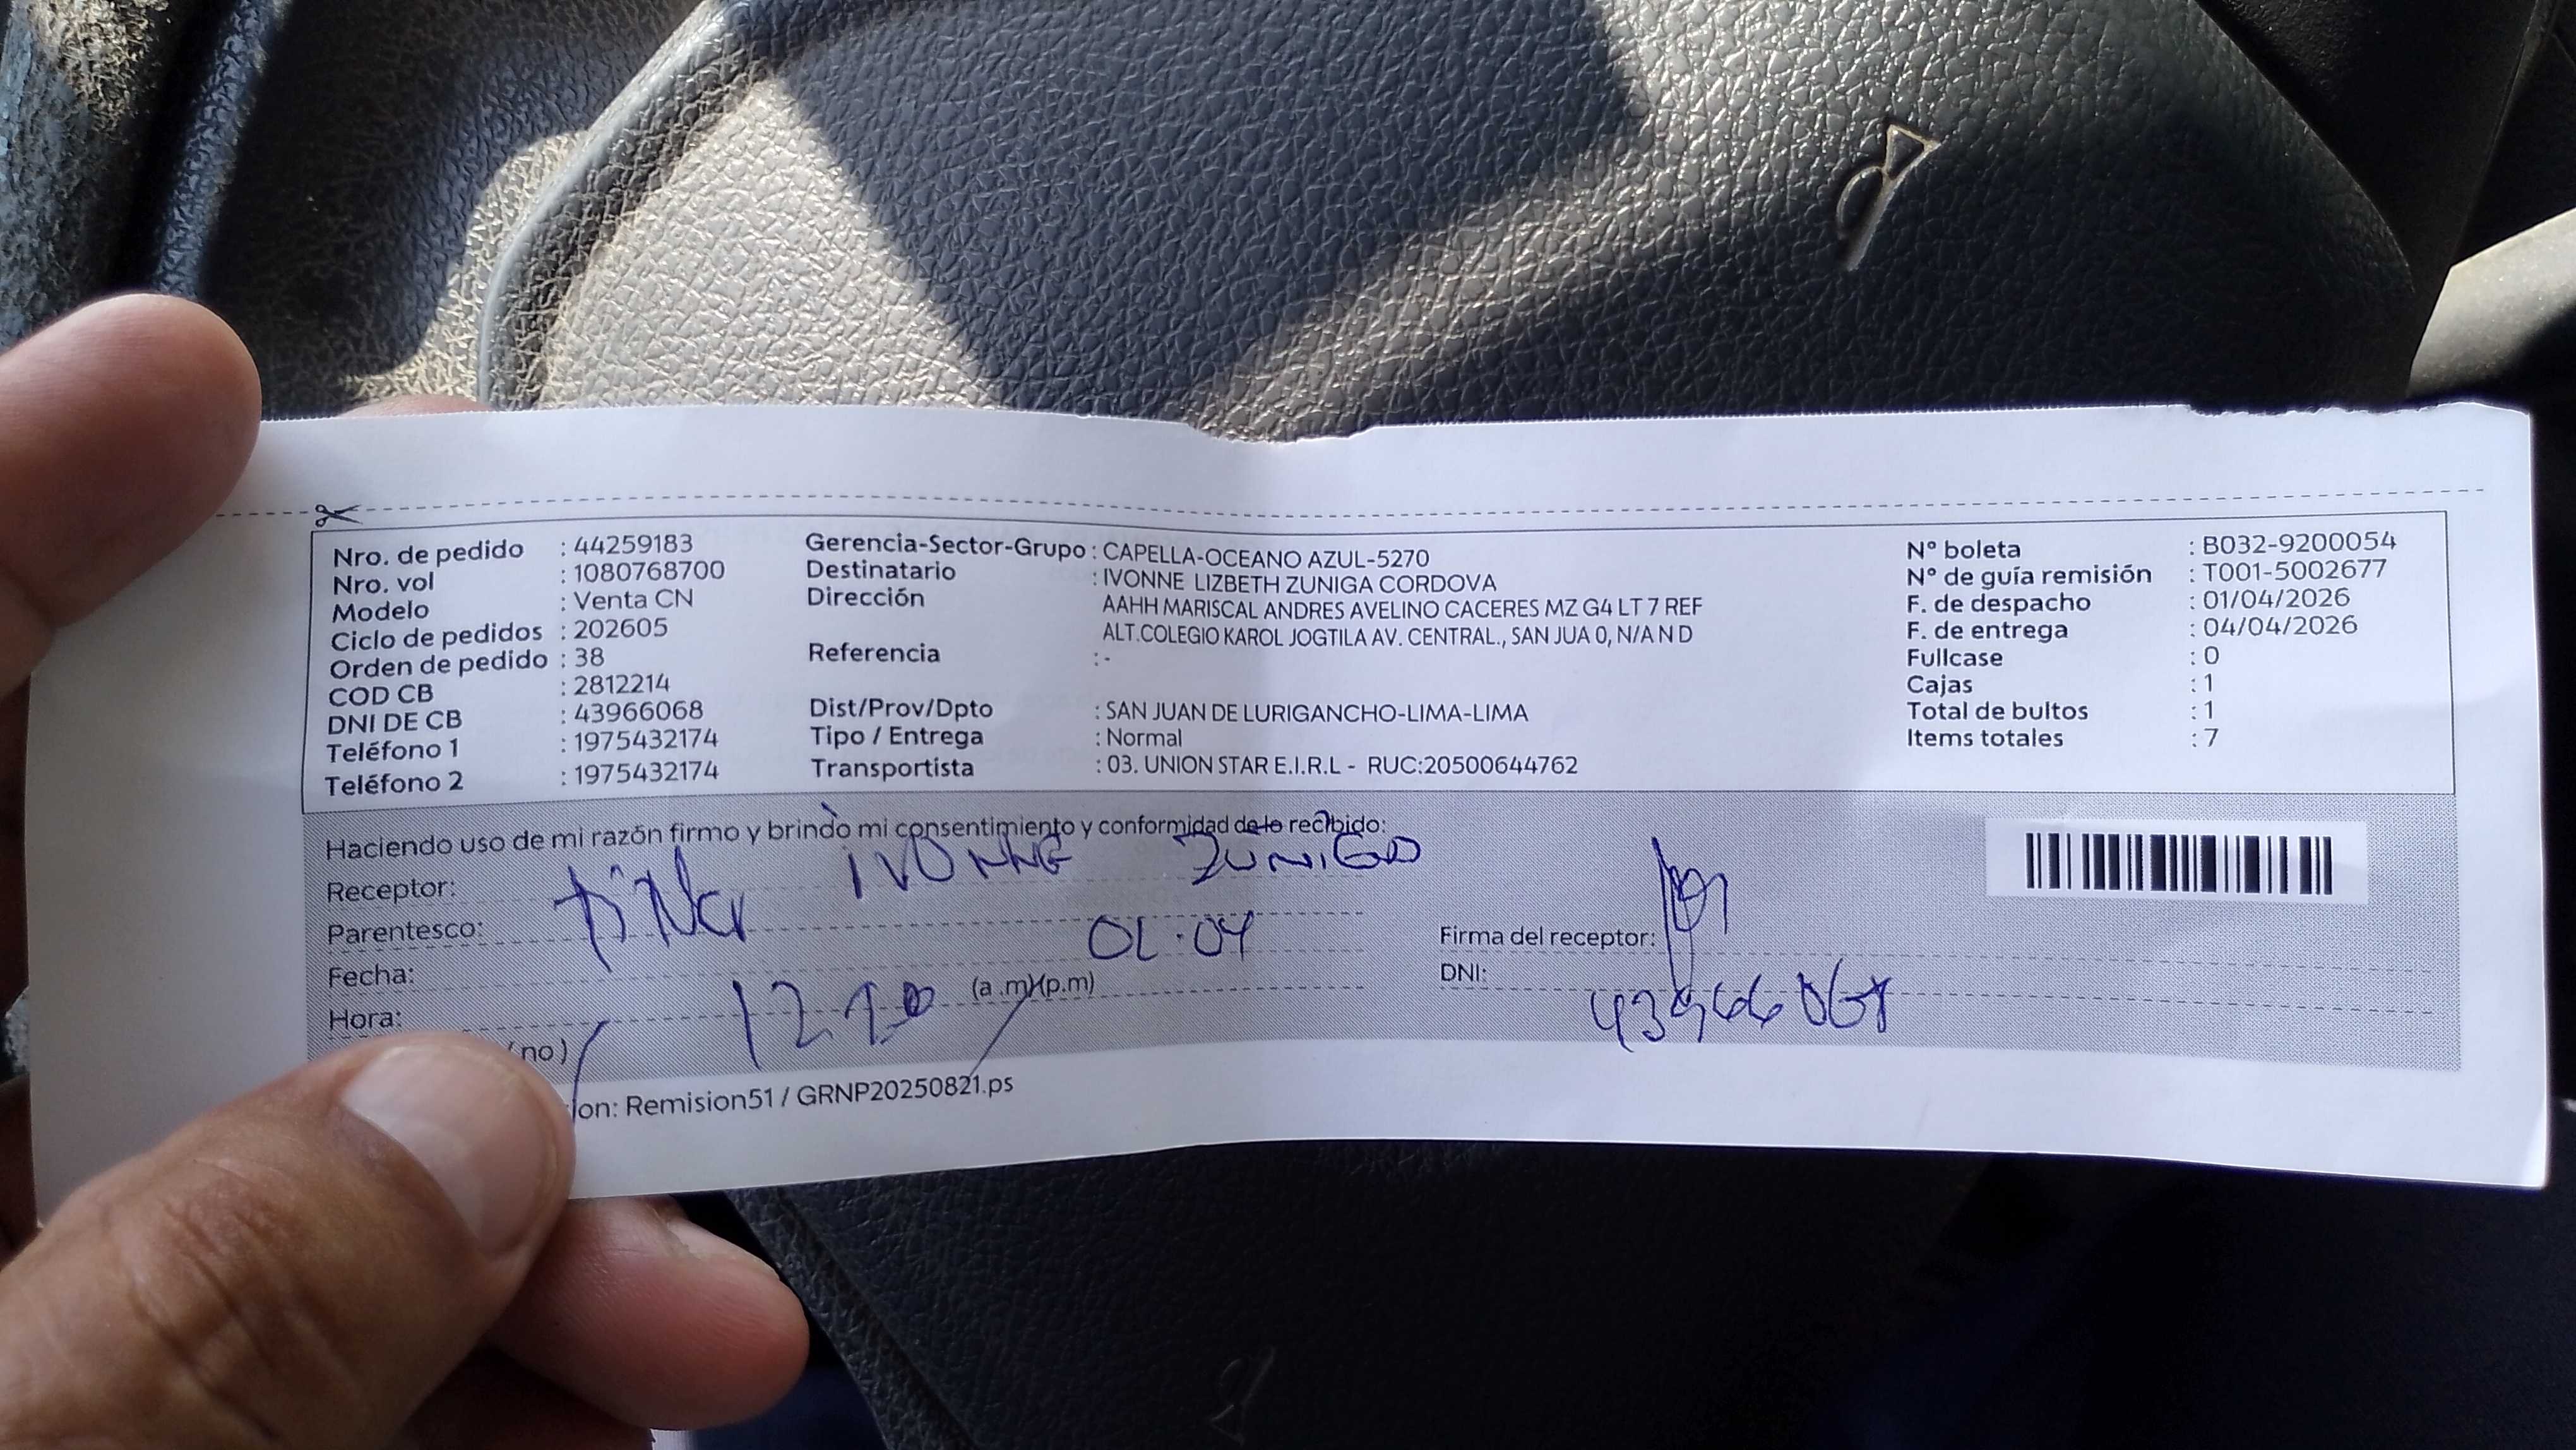 Nro. de pedido : 44259183
Nro. vol : 1080768700
Modelo : Venta CN
Ciclo de pedidos : 202605
Orden de pedido : 38
COD CB : 2812214
DNI DE CB : 43966068
Teléfono 1 : 1975432174
Teléfono 2 : 1975432174
Gerencia-Sector-Grupo : CAPELLA-OCEANO AZUL-5270
Destinatario : IVONNE LIZBETH ZUNIGA CORDOVA
Dirección AAHH MARISCAL ANDRES AVELINO CACERES MZ G4 LT 7 REF
ALT.COLEGIO KAROL JOGTILA AV. CENTRAL., SAN JUA 0, N/A N D
Referencia : -
Dist/Prov/Dpto : SAN JUAN DE LURIGANCHO-LIMA-LIMA
Tipo / Entrega : Normal
Transportista : 03. UNION STAR E.I.R.L - RUC:20500644762
N° boleta : B032-9200054
N° de guía remisión : T001-5002677
F. de despacho : 01/04/2026
F. de entrega : 04/04/2026
Fullcase : 0
Cajas : 1
Total de bultos : 1
Items totales : 7
Haciendo uso de mi razón firmo y brindo mi consentimiento y conformidad de lo recibido:
Receptor: IVONNE ZUNIGA
Parentesco:
Fecha: 01.04
Hora: (a.m)(p.m)
(no)
Firma del receptor:
DNI: 43966068
ion: Remision51 / GRNP20250821.ps